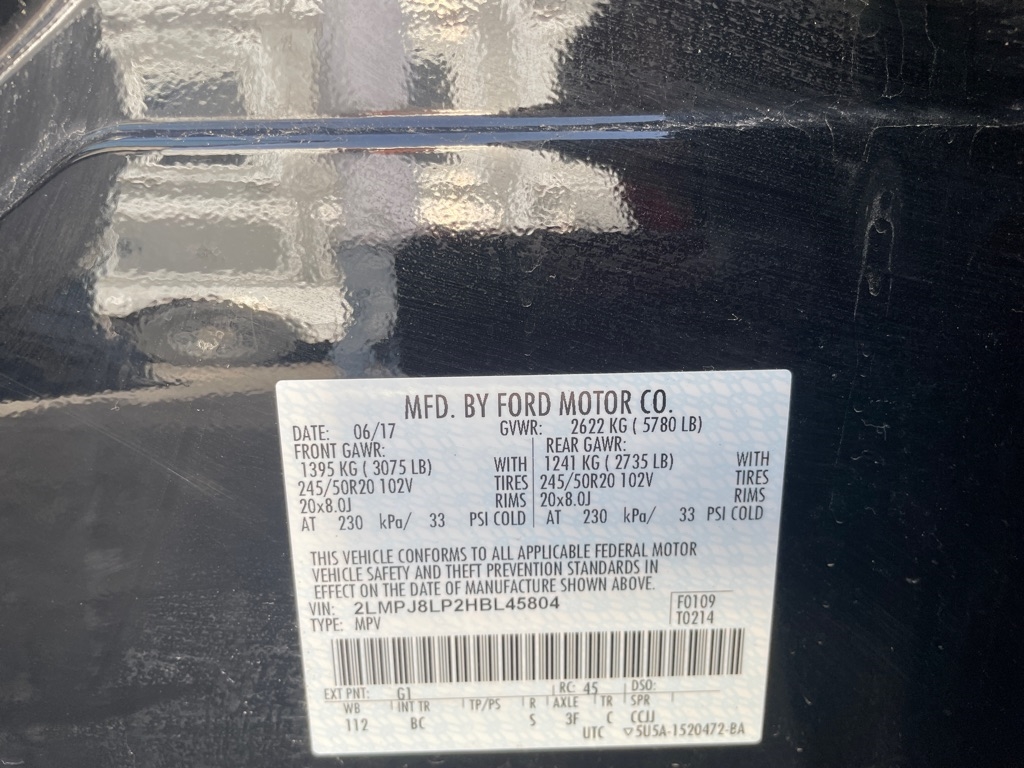 MFD. BY FORD MOTOR CO.
DATE: 06/17 GVWR: 2622 KG ( 5780 LB)
FRONT GAWR: REAR GAWR:
1395 KG ( 3075 LB) WITH 1241 KG ( 2735 LB) WITH
245/50R20 102V TIRES 245/50R20 102V TIRES
20x8.0J RIMS 20x8.0J RIMS
AT 230 kPa/ 33 PSI COLD AT 230 kPa/ 33 PSI COLD
THIS VEHICLE CONFORMS TO ALL APPLICABLE FEDERAL MOTOR
VEHICLE SAFETY AND THEFT PREVENTION STANDARDS IN
EFFECT ON THE DATE OF MANUFACTURE SHOWN ABOVE.
VIN: 2LMPJ8LP2HBL45804 F0109
TYPE: MPV T0214
EXT PNT: G1 RC: 45 DSO:
WB INT TR TP/PS R AXLE TR SPR
112 BC S 3F C CCJJ
UTC ▽5U5A-1520472-BA